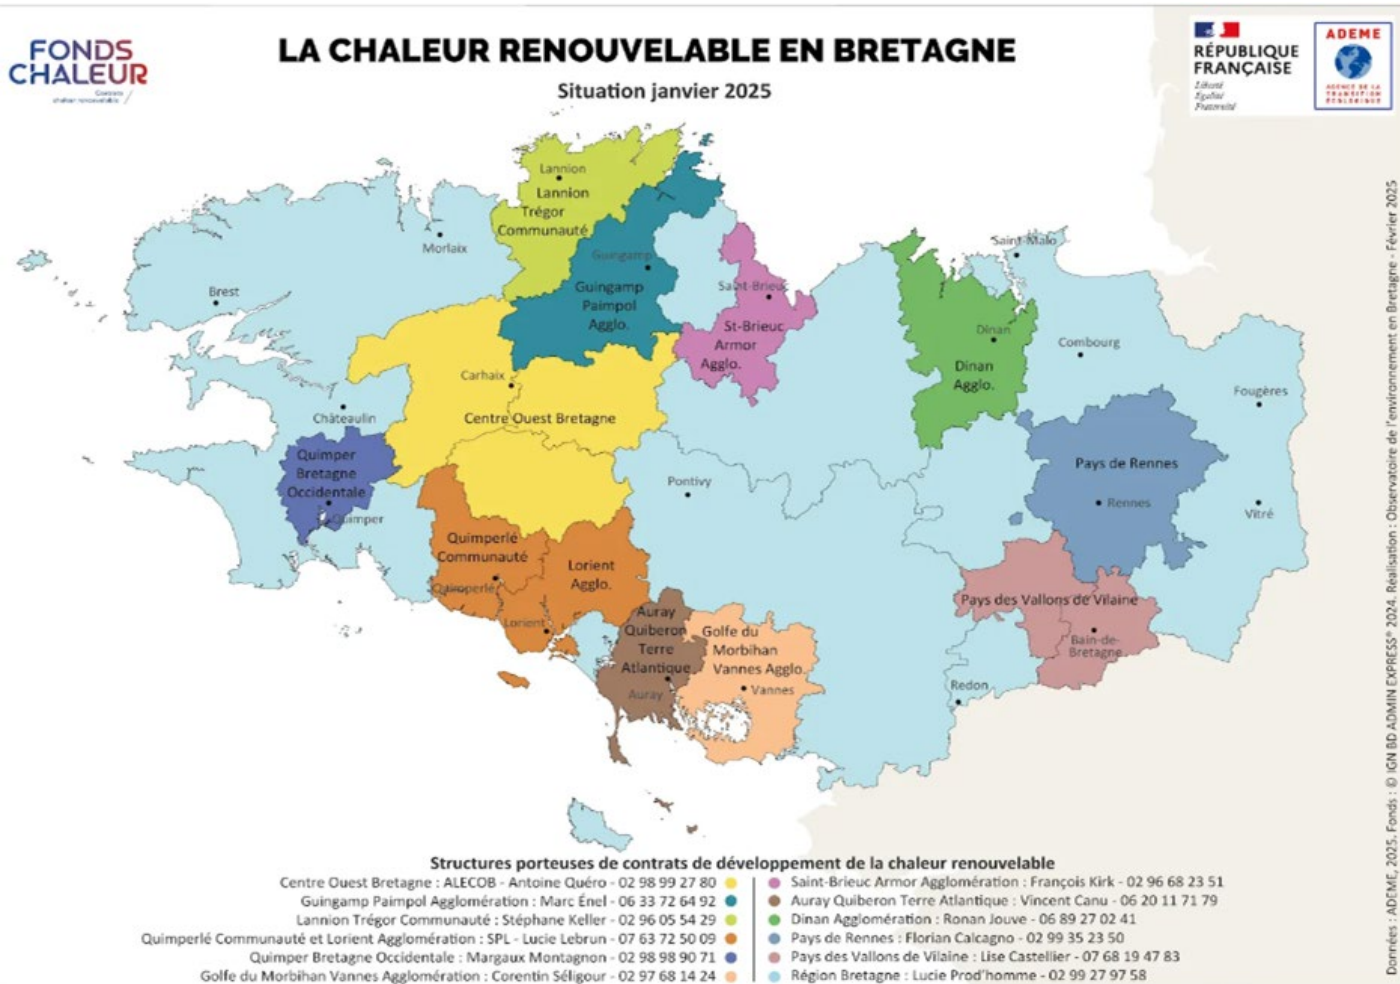 FONDS
CHALEUR
Contrats
chaleur renouvelable
LA CHALEUR RENOUVELABLE EN BRETAGNE
Situation janvier 2025
RÉPUBLIQUE
FRANÇAISE
Liberté
Égalité
Fraternité
ADEME
AGENCE DE LA
TRANSITION
ÉCOLOGIQUE
Lannion
Lannion
Trégor
Communauté
Morlaix
Guingamp
Guingamp
Paimpol
Agglo.
Brest
Saint-Brieuc
St-Brieuc
Armor
Agglo.
Saint-Malo
Dinan
Dinan
Agglo.
Combourg
Fougères
Carhaix
Centre Ouest Bretagne
Châteaulin
Quimper
Bretagne
Occidentale
Quimper
Pontivy
Pays de Rennes
Rennes
Vitré
Quimperlé
Communauté
Quimperlé
Lorient
Agglo.
Lorient
Auray
Quiberon
Terre
Atlantique
Auray
Golfe du
Morbihan
Vannes Agglo.
Vannes
Pays des Vallons de Vilaine
Bain-de-
Bretagne
Redon
Structures porteuses de contrats de développement de la chaleur renouvelable
Centre Ouest Bretagne : ALECOB - Antoine Quéro - 02 98 99 27 80
Guingamp Paimpol Agglomération : Marc Énel - 06 33 72 64 92
Lannion Trégor Communauté : Stéphane Keller - 02 96 05 54 29
Quimperlé Communauté et Lorient Agglomération : SPL - Lucie Lebrun - 07 63 72 50 09
Quimper Bretagne Occidentale : Margaux Montagnon - 02 98 98 90 71
Golfe du Morbihan Vannes Agglomération : Corentin Séligour - 02 97 68 14 24
Saint-Brieuc Armor Agglomération : François Kirk - 02 96 68 23 51
Auray Quiberon Terre Atlantique : Vincent Canu - 06 20 11 71 79
Dinan Agglomération : Ronan Jouve - 06 89 27 02 41
Pays de Rennes : Florian Calcagno - 02 99 35 23 50
Pays des Vallons de Vilaine : Lise Castellier - 07 68 19 47 83
Région Bretagne : Lucie Prod'homme - 02 99 27 97 58
Données : ADEME, 2025. Fonds : © IGN BD ADMIN EXPRESS® 2024. Réalisation : Observatoire de l'environnement en Bretagne - Février 2025